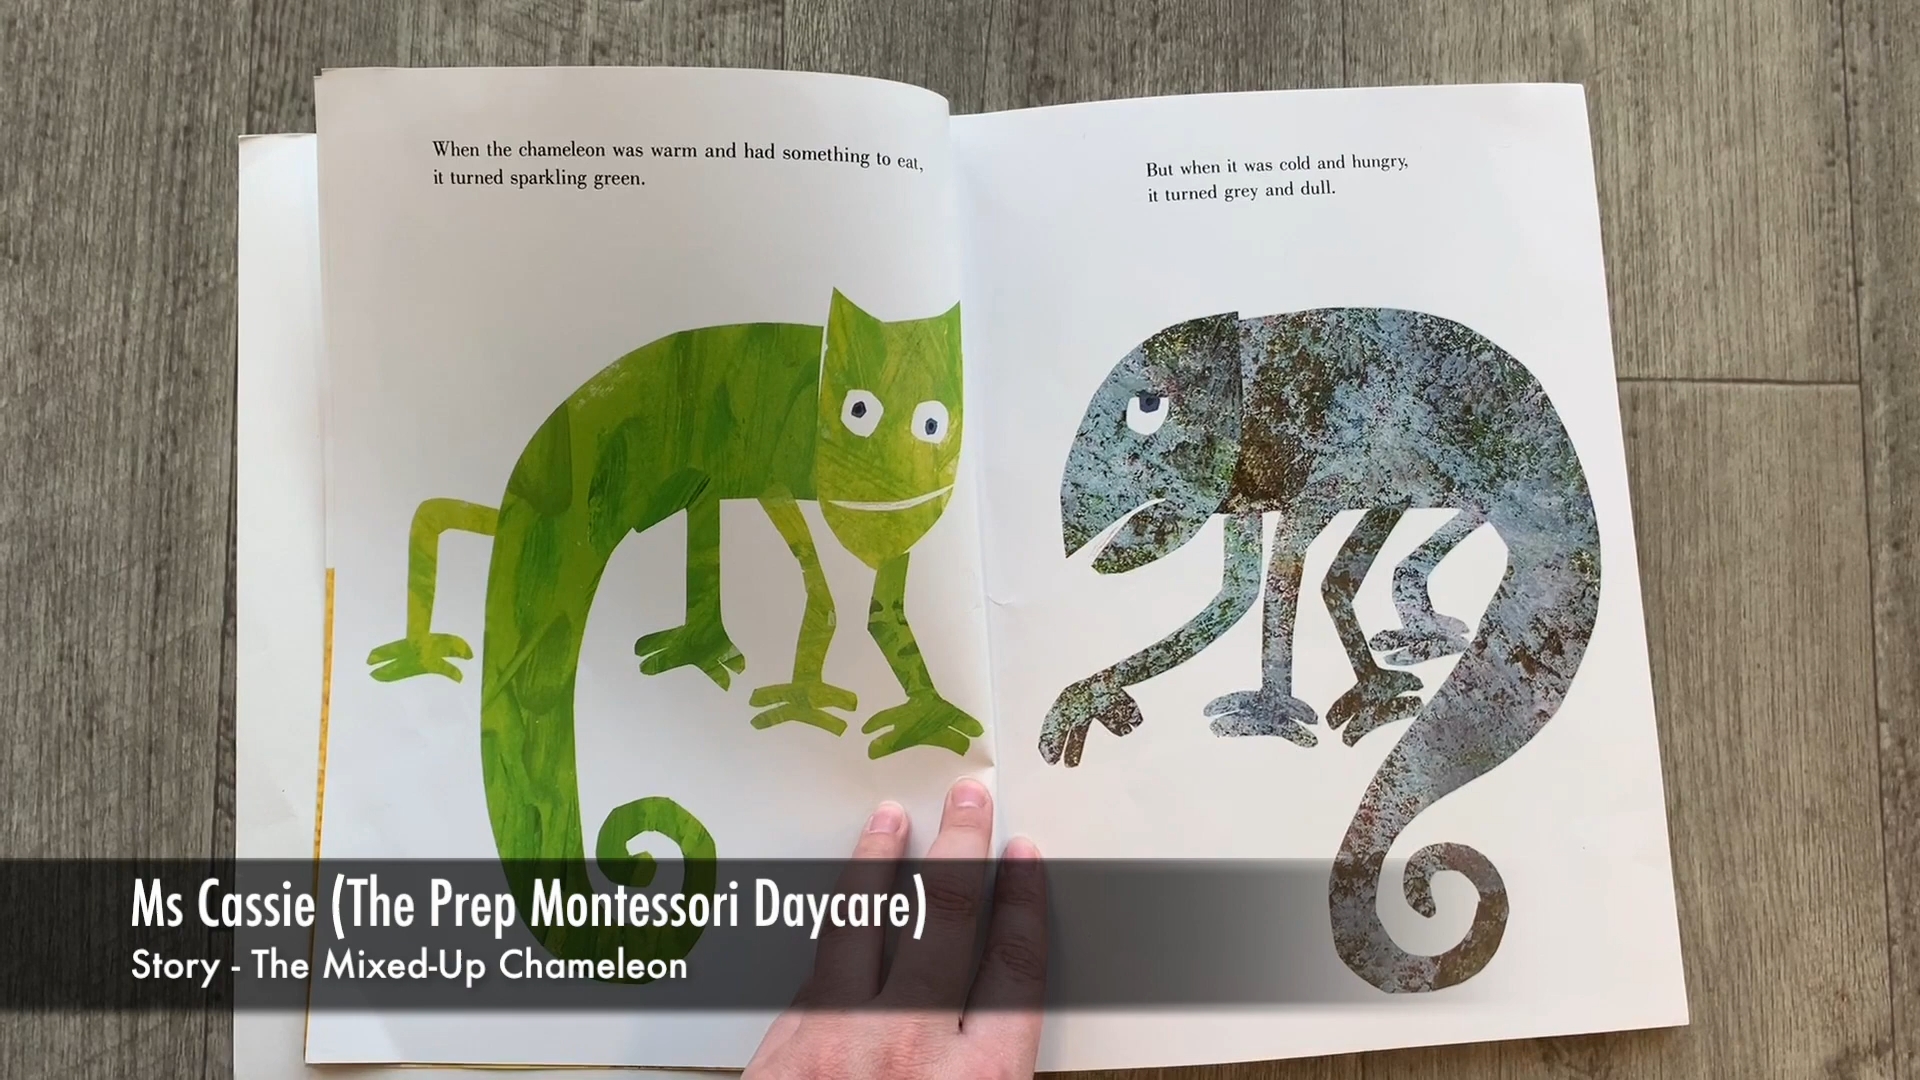 When the chameleon was warm and had something to eat,
it turned sparkling green.
But when it was cold and hungry,
it turned grey and dull.
Ms Cassie (The Prep Montessori Daycare)
Story - The Mixed-Up Chameleon